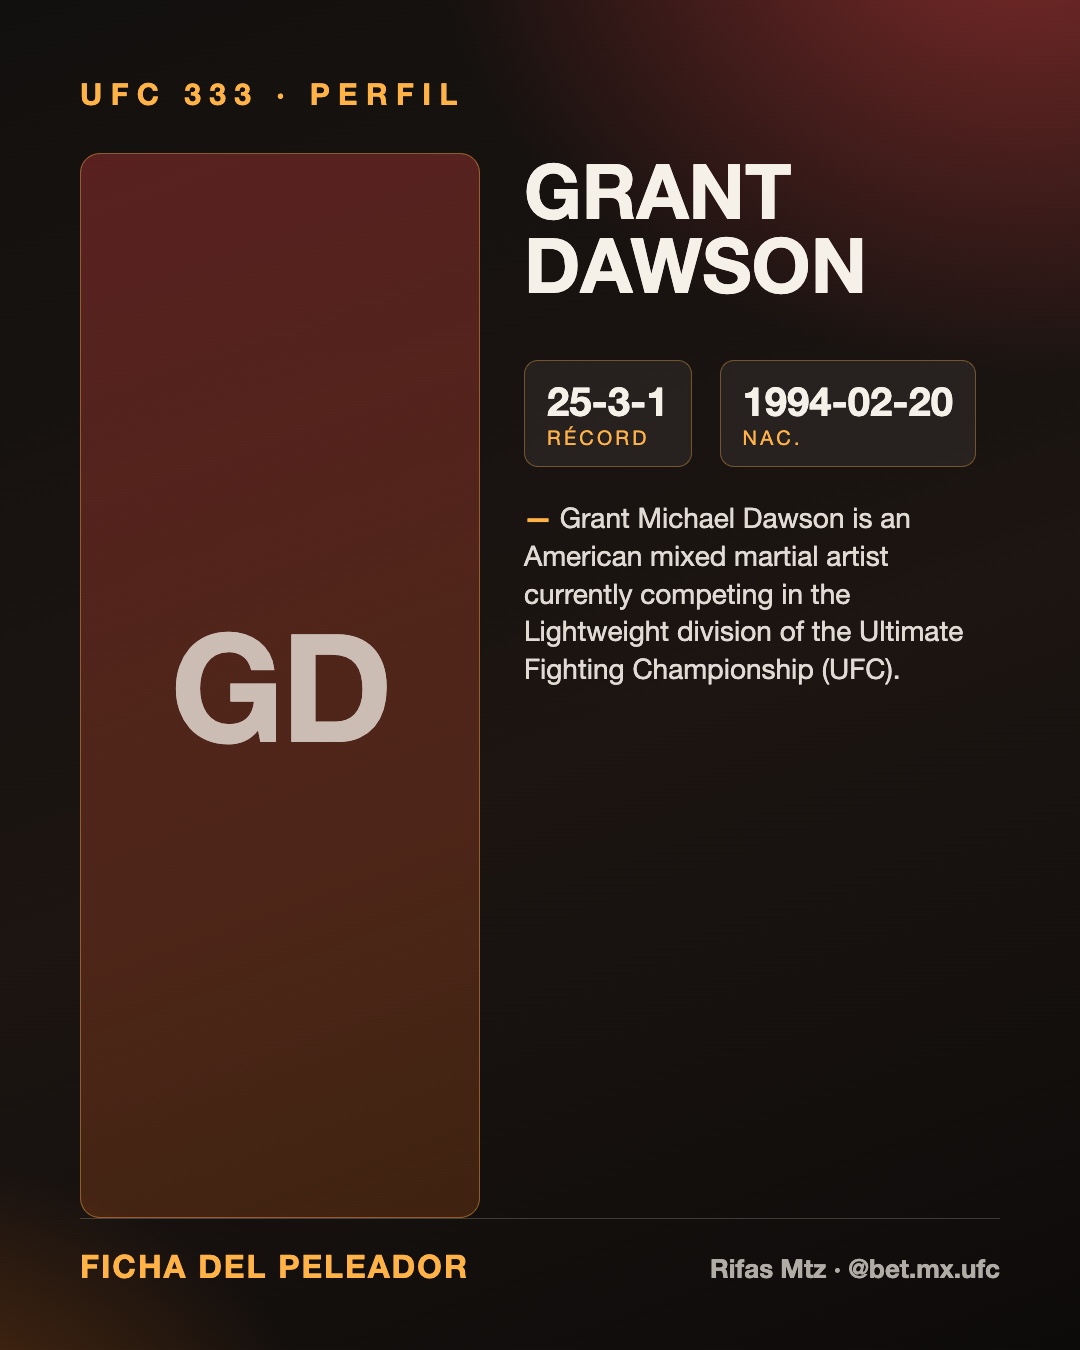 UFC 333 · PERFIL
GRANT
DAWSON
25-3-1
RÉCORD
1994-02-20
NAC.
— Grant Michael Dawson is an
American mixed martial artist
currently competing in the
Lightweight division of the Ultimate
Fighting Championship (UFC).
GD
FICHA DEL PELEADOR
Rifas Mtz · @bet.mx.ufc